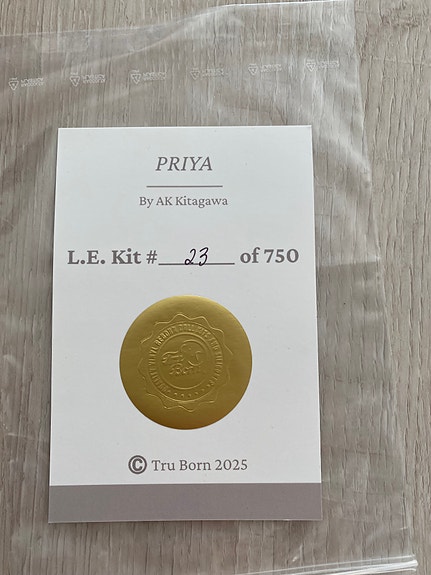 PRIYA
By AK Kitagawa
L.E. Kit # 23 of 750
© Tru Born 2025